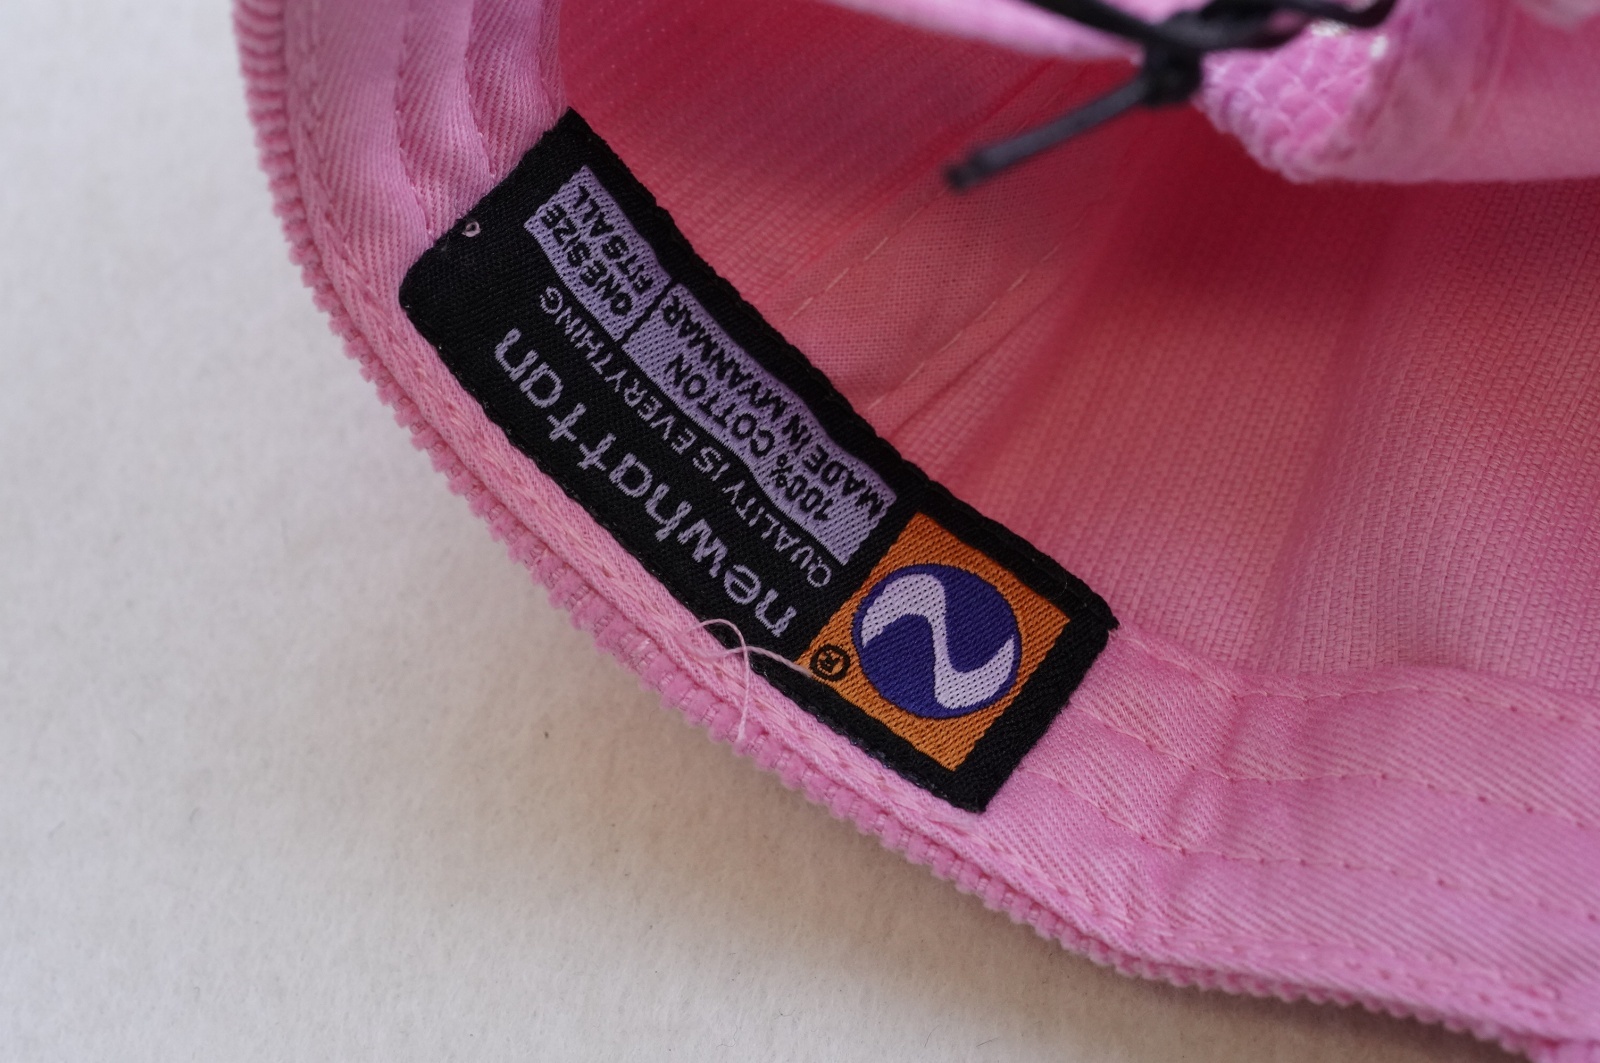 newhattan
QUALITY IS EVERYTHING
100% COTTON
MADE IN MYANMAR
ONE SIZE
FITS ALL
®